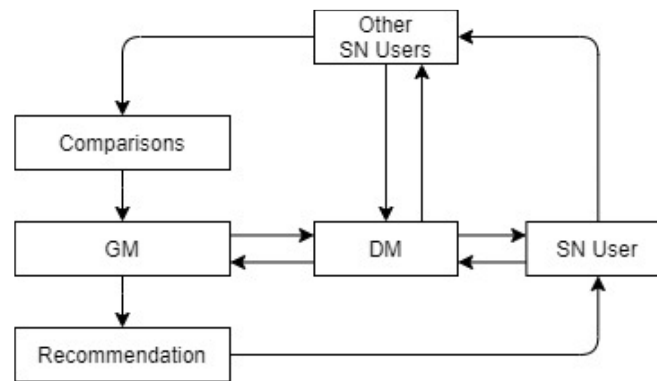 Other
SN Users
Comparisons
GM
DM
SN User
Recommendation